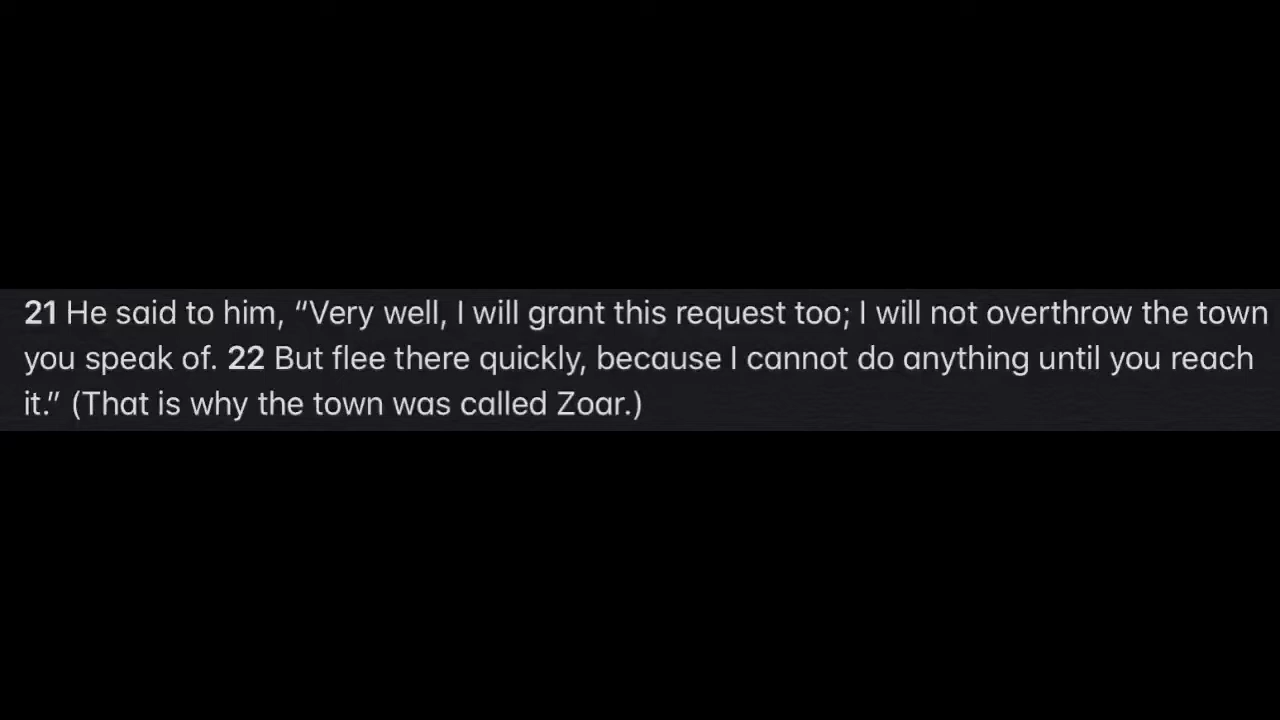 21 He said to him, “Very well, I will grant this request too; I will not overthrow the town
you speak of. 22 But flee there quickly, because I cannot do anything until you reach
it.” (That is why the town was called Zoar.)